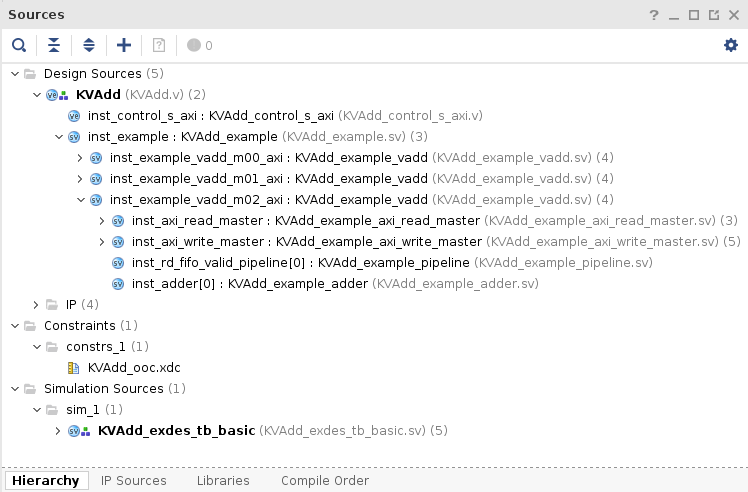 Sources
0
Design Sources (5)
KVAdd (KVAdd.v) (2)
inst_control_s_axi : KVAdd_control_s_axi (KVAdd_control_s_axi.v)
inst_example : KVAdd_example (KVAdd_example.sv) (3)
inst_example_vadd_m00_axi : KVAdd_example_vadd (KVAdd_example_vadd.sv) (4)
inst_example_vadd_m01_axi : KVAdd_example_vadd (KVAdd_example_vadd.sv) (4)
inst_example_vadd_m02_axi : KVAdd_example_vadd (KVAdd_example_vadd.sv) (4)
inst_axi_read_master : KVAdd_example_axi_read_master (KVAdd_example_axi_read_master.sv) (3)
inst_axi_write_master : KVAdd_example_axi_write_master (KVAdd_example_axi_write_master.sv) (5)
inst_rd_fifo_valid_pipeline[0] : KVAdd_example_pipeline (KVAdd_example_pipeline.sv)
inst_adder[0] : KVAdd_example_adder (KVAdd_example_adder.sv)
IP (4)
Constraints (1)
constrs_1 (1)
KVAdd_ooc.xdc
Simulation Sources (1)
sim_1 (1)
KVAdd_exdes_tb_basic (KVAdd_exdes_tb_basic.sv) (5)
Hierarchy IP Sources Libraries Compile Order